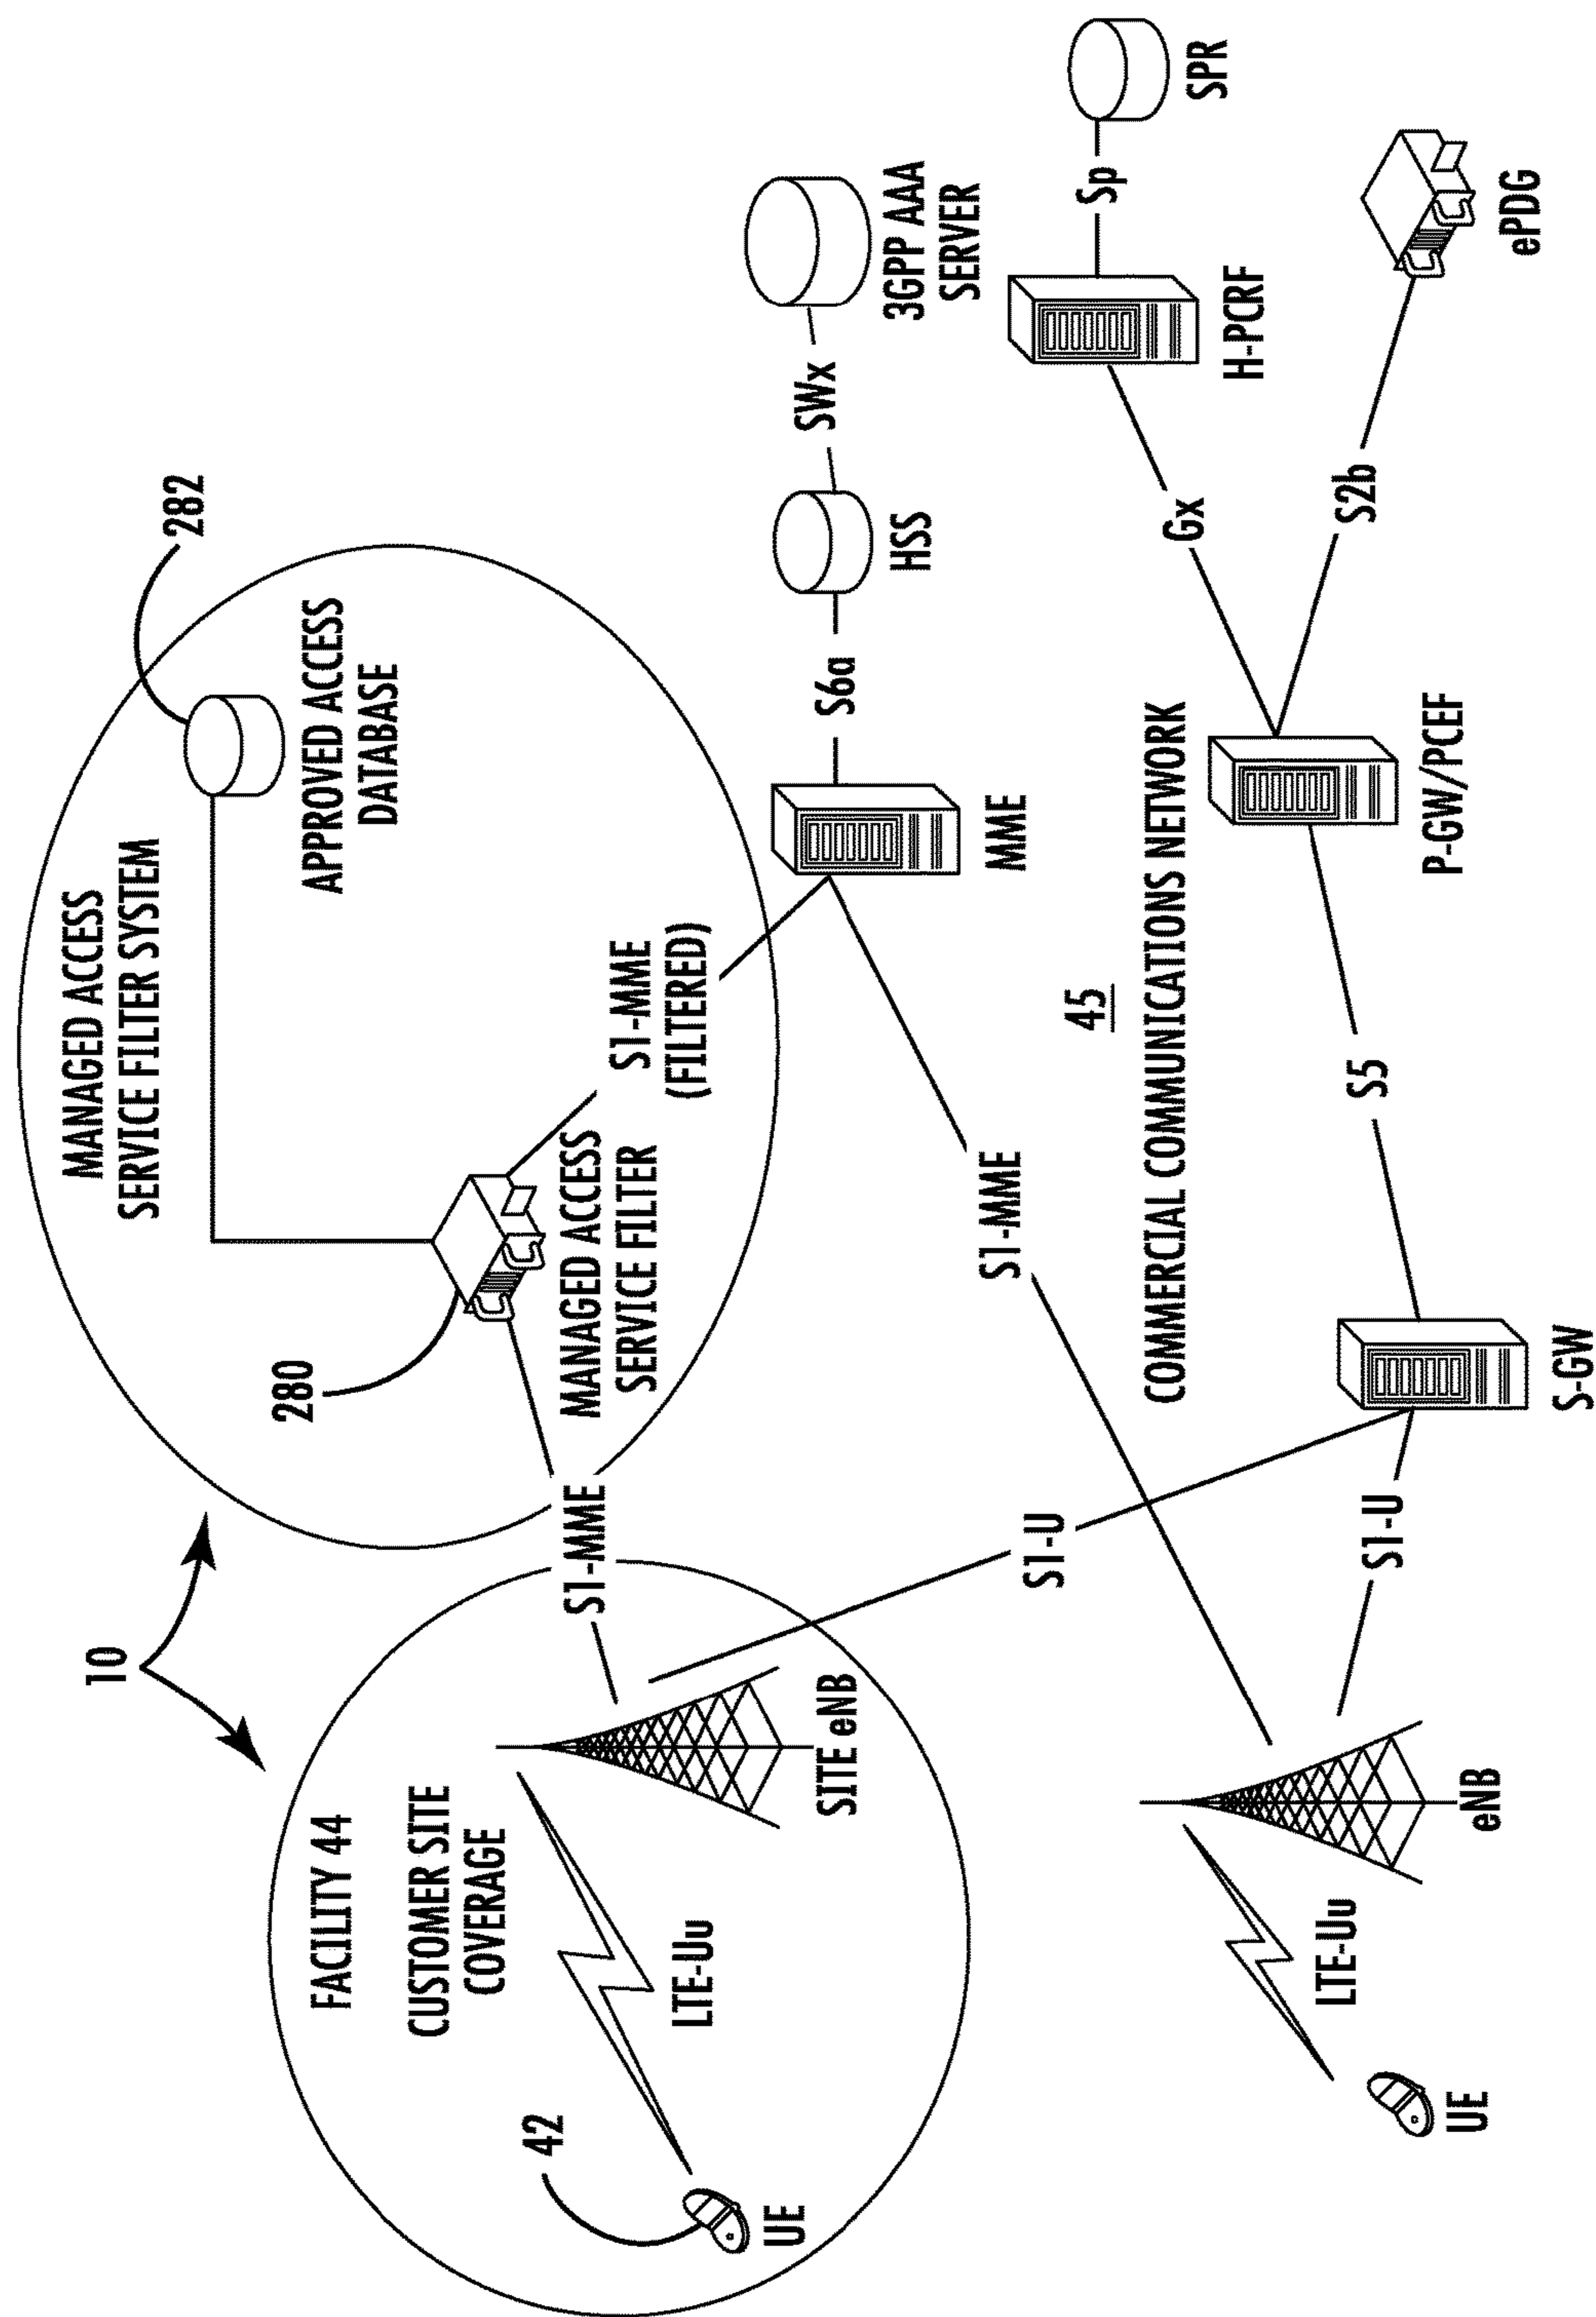 10
FACILITY 44
CUSTOMER SITE
COVERAGE
42
UE
LTE-Uu
SITE eNB
S1-MME
280
MANAGED ACCESS
SERVICE FILTER SYSTEM
282
APPROVED ACCESS
DATABASE
MANAGED ACCESS
SERVICE FILTER
S1-MME
(FILTERED)
MME
S6a
HSS
SWx
3GPP AAA
SERVER
S1-U
S1-MME
45
COMMERCIAL COMMUNICATIONS NETWORK
UE
LTE-Uu
eNB
S1-U
S-GW
S5
P-GW/PCEF
Gx
H-PCRF
Sp
SPR
S2b
ePDG